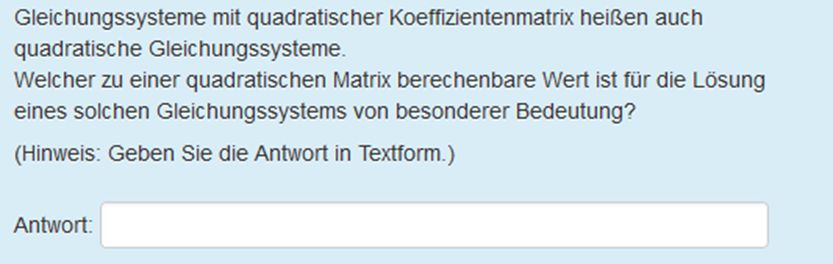 Gleichungssysteme mit quadratischer Koeffizientenmatrix heißen auch
quadratische Gleichungssysteme.
Welcher zu einer quadratischen Matrix berechenbare Wert ist für die Lösung
eines solchen Gleichungssystems von besonderer Bedeutung?
(Hinweis: Geben Sie die Antwort in Textform.)
Antwort: